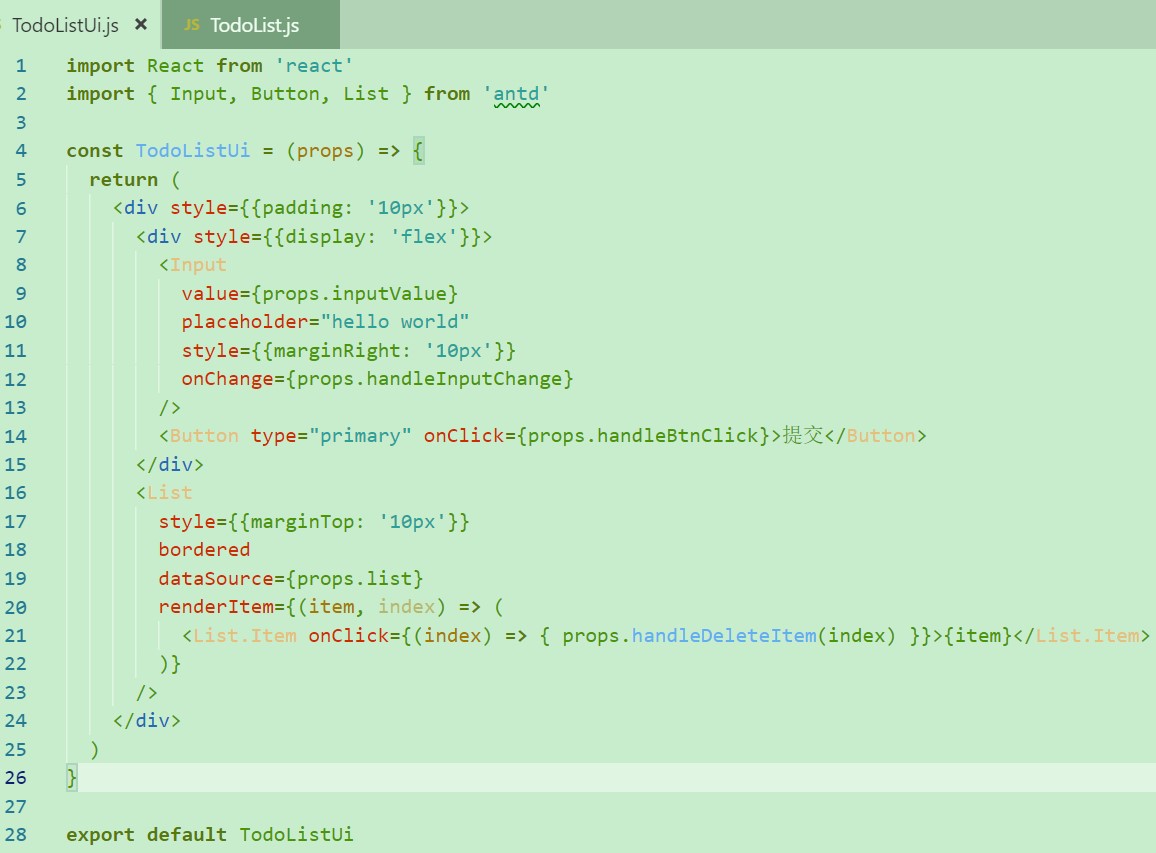 TodoListUi.js × JS TodoList.js
1 import React from 'react'
2 import { Input, Button, List } from 'antd'
3
4 const TodoListUi = (props) => {
5   return (
6     <div style={{padding: '10px'}}>
7       <div style={{display: 'flex'}}>
8         <Input
9           value={props.inputValue}
10           placeholder="hello world"
11           style={{marginRight: '10px'}}
12           onChange={props.handleInputChange}
13         />
14         <Button type="primary" onClick={props.handleBtnClick}>提交</Button>
15       </div>
16       <List
17         style={{marginTop: '10px'}}
18         bordered
19         dataSource={props.list}
20         renderItem={(item, index) => (
21           <List.Item onClick={(index) => { props.handleDeleteItem(index) }}>{item}</List.Item>
22         )}
23       />
24     </div>
25   )
26 }
27
28 export default TodoListUi